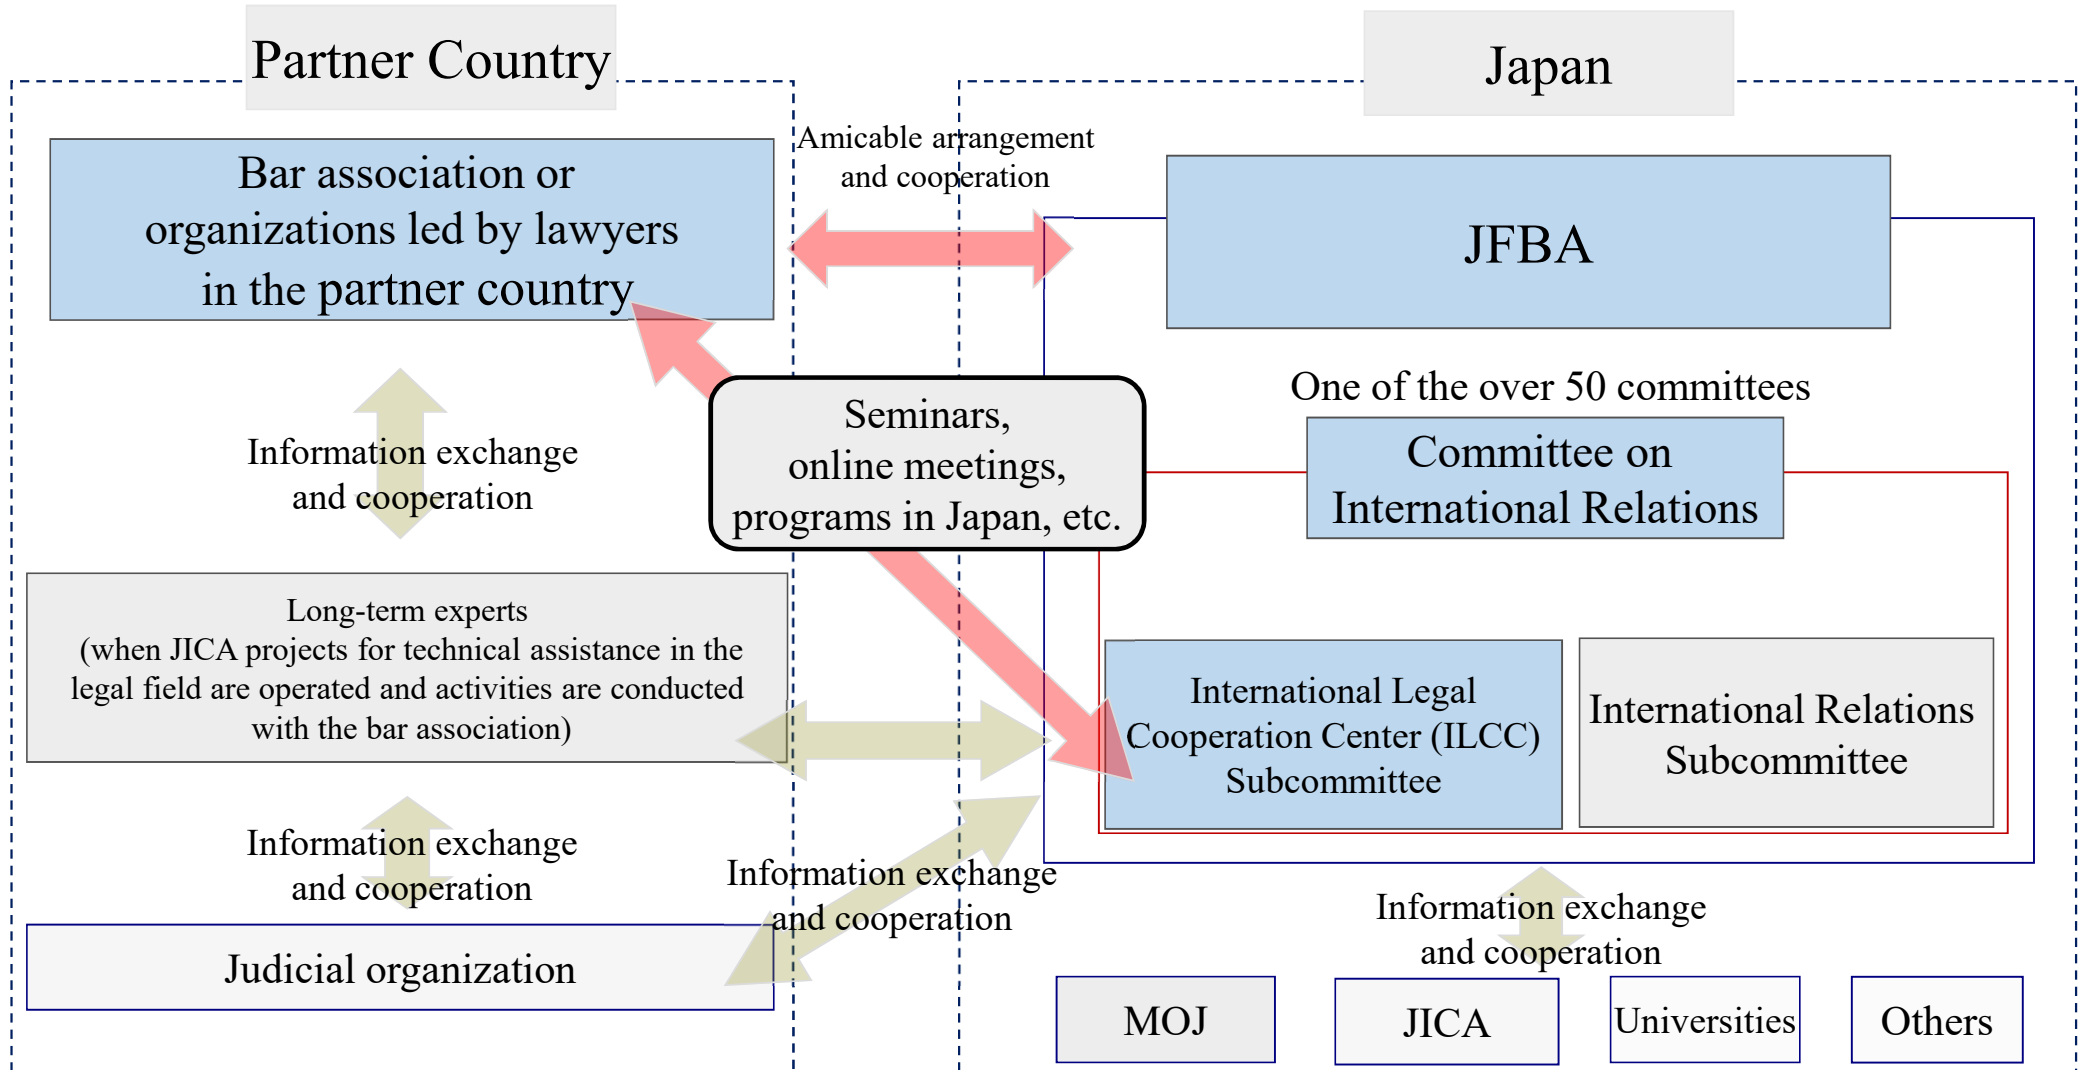 Partner Country
Japan
Amicable arrangement
and cooperation
Bar association or
organizations led by lawyers
in the partner country
JFBA
One of the over 50 committees
Seminars,
online meetings,
programs in Japan, etc.
Committee on
International Relations
Information exchange
and cooperation
Long-term experts
(when JICA projects for technical assistance in the
legal field are operated and activities are conducted
with the bar association)
International Legal
Cooperation Center (ILCC)
Subcommittee
International Relations
Subcommittee
Information exchange
and cooperation
Information exchange
and cooperation
Information exchange
and cooperation
Judicial organization
MOJ
JICA
Universities
Others